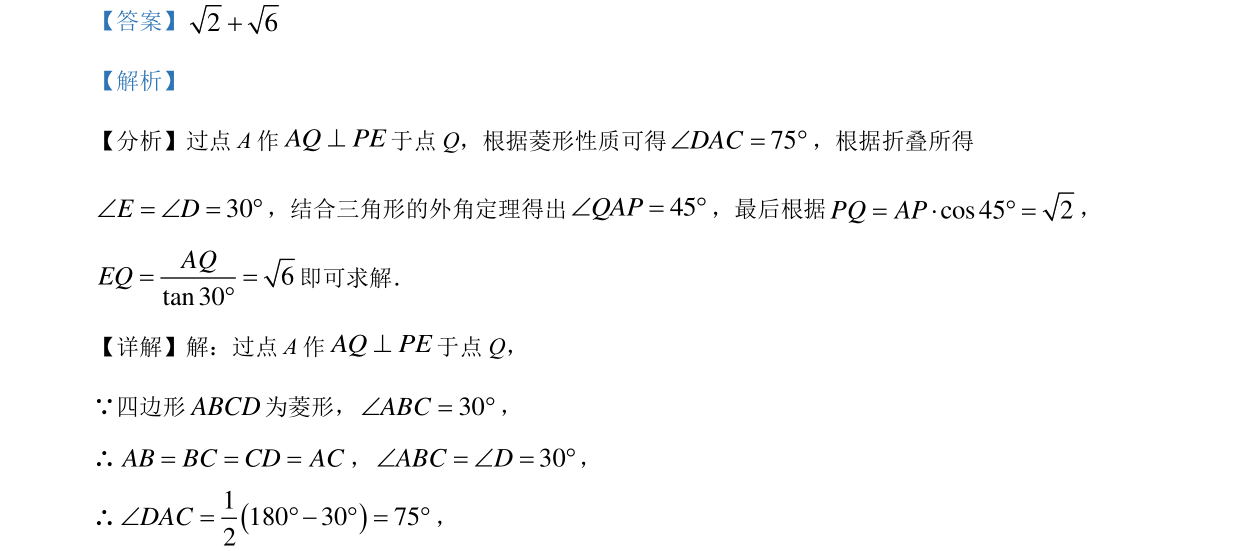 【答案】√2 + √6
【解析】
【分析】过点 A 作 AQ ⊥ PE 于点 Q，根据菱形性质可得∠DAC = 75°，根据折叠所得
∠E = ∠D = 30°，结合三角形的外角定理得出∠QAP = 45°，最后根据PQ = AP·cos 45° = √2，
EQ = AQ/tan 30° = √6 即可求解．
【详解】解：过点 A 作 AQ ⊥ PE 于点 Q，
∵四边形 ABCD 为菱形，∠ABC = 30°，
∴ AB = BC = CD = AC，∠ABC = ∠D = 30°，
∴ ∠DAC = 1/2(180° − 30°) = 75°，